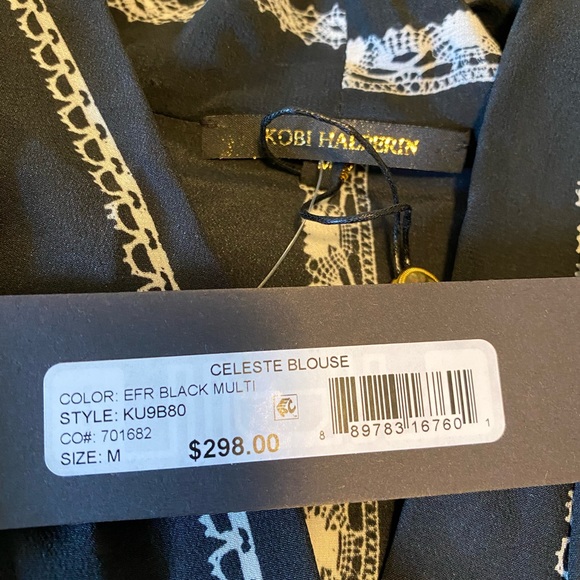 KOBI HALPERIN
M
CELESTE BLOUSE
COLOR: EFR BLACK MULTI
STYLE: KU9B80
CO#: 701682
SIZE: M
$298.00
8 89783 16760 1